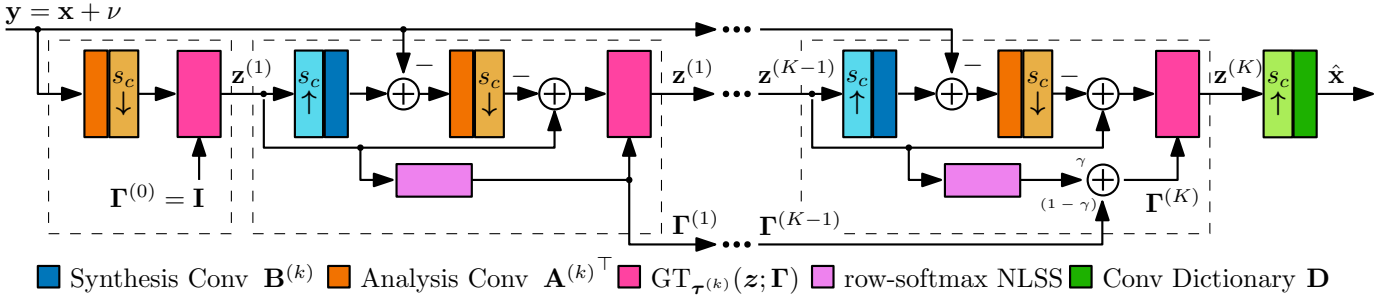 y = x + ν
s_c ↓
z^(1)
s_c ↑
−
+
s_c ↓
−
+
z^(1)
•••
•••
z^(K−1)
s_c ↑
−
+
s_c ↓
−
+
z^(K)
s_c ↑
x̂
Γ^(0) = I
γ
(1 − γ)
+
Γ^(K)
Γ^(1)
•••
Γ^(K−1)
Synthesis Conv B^(k) Analysis Conv A^(k)^⊤ GT_τ^(k)(z; Γ) row-softmax NLSS Conv Dictionary D